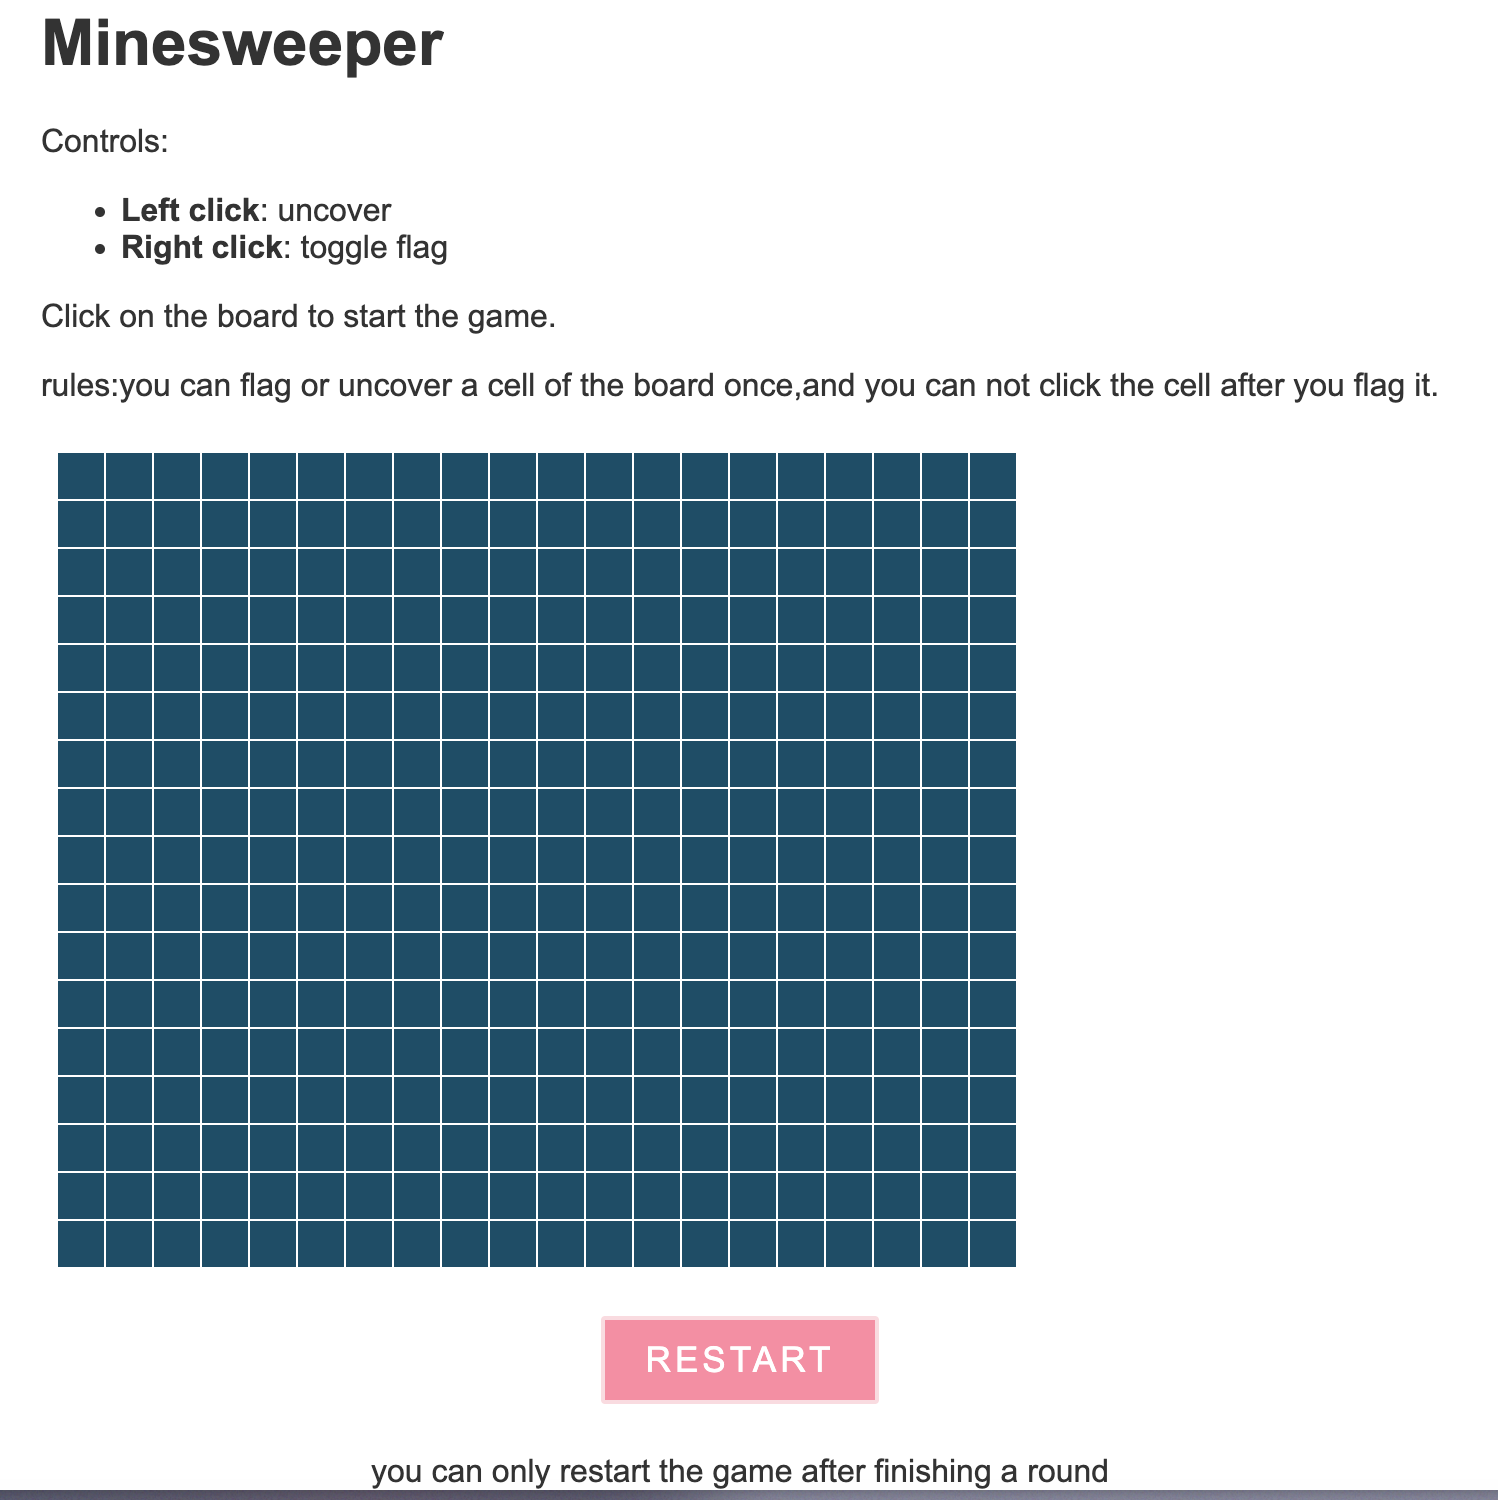 Minesweeper
Controls:
• Left click: uncover
• Right click: toggle flag
Click on the board to start the game.
rules:you can flag or uncover a cell of the board once,and you can not click the cell after you flag it.
RESTART
you can only restart the game after finishing a round